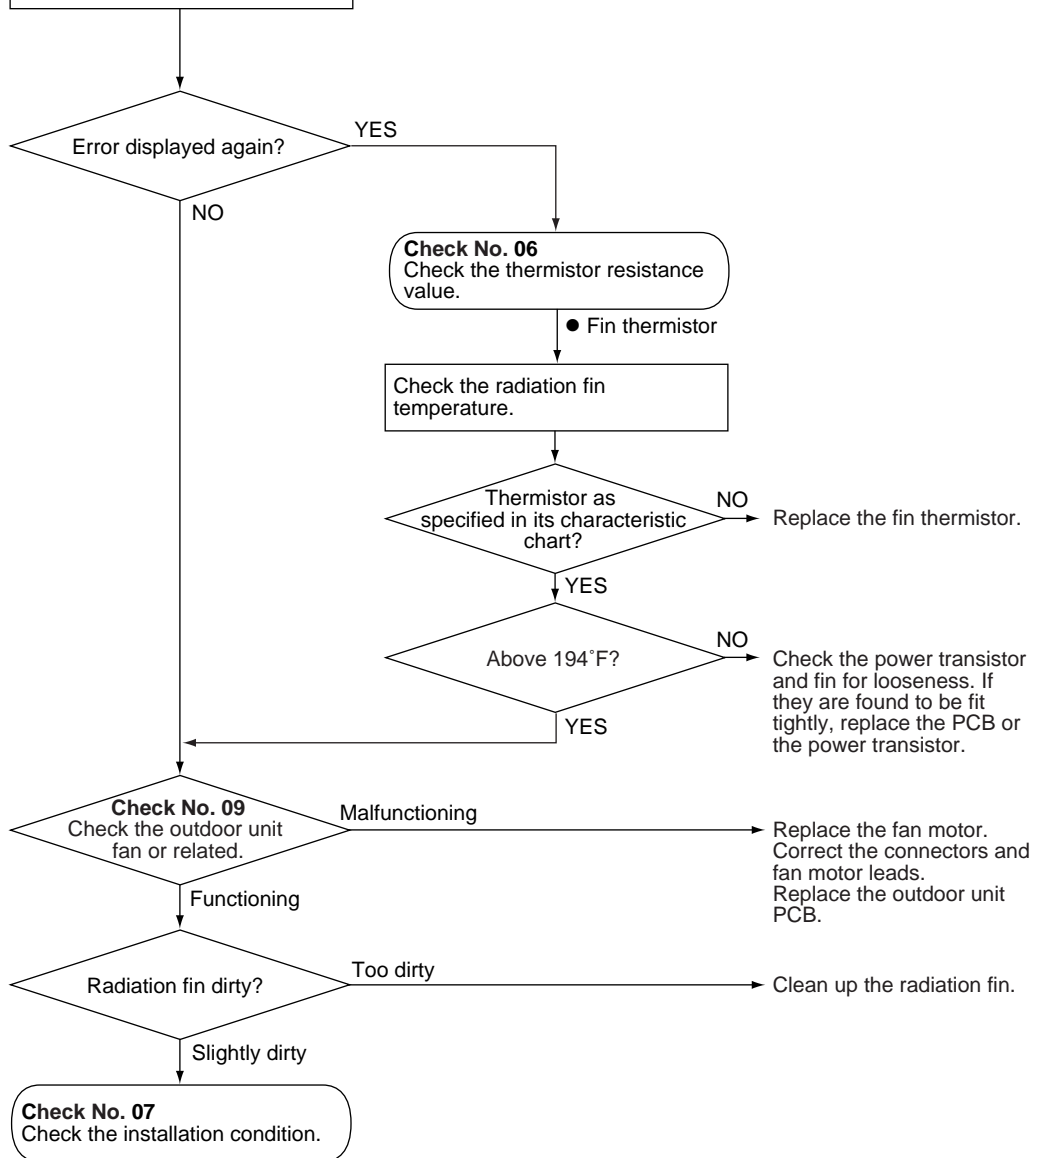 Error displayed again?
YES
NO
Check No. 06
Check the thermistor resistance
value.
● Fin thermistor
Check the radiation fin
temperature.
Thermistor as
specified in its characteristic
chart?
NO
Replace the fin thermistor.
YES
Above 194˚F?
NO
Check the power transistor
and fin for looseness. If
they are found to be fit
tightly, replace the PCB or
the power transistor.
YES
Check No. 09
Check the outdoor unit
fan or related.
Malfunctioning
Replace the fan motor.
Correct the connectors and
fan motor leads.
Replace the outdoor unit
PCB.
Functioning
Radiation fin dirty?
Too dirty
Clean up the radiation fin.
Slightly dirty
Check No. 07
Check the installation condition.